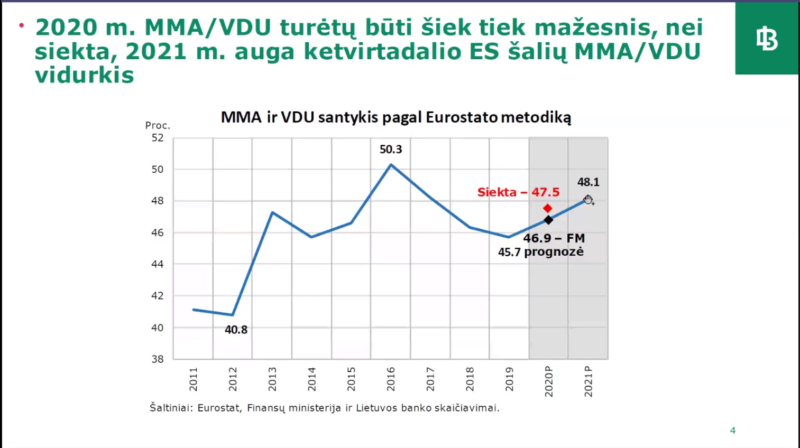 • 2020 m. MMA/VDU turėtų būti šiek tiek mažesnis, nei
siekta, 2021 m. auga ketvirtadalio ES šalių MMA/VDU
vidurkis
MMA ir VDU santykis pagal Eurostato metodiką
Proc.
52
50
48
46
44
42
40
38
50.3
Siekta – 47.5
48.1
46.9 – FM
45.7 prognozė
40.8
2011
2012
2013
2014
2015
2016
2017
2018
2019
2020P
2021P
Šaltiniai: Eurostat, Finansų ministerija ir Lietuvos banko skaičiavimai.
4